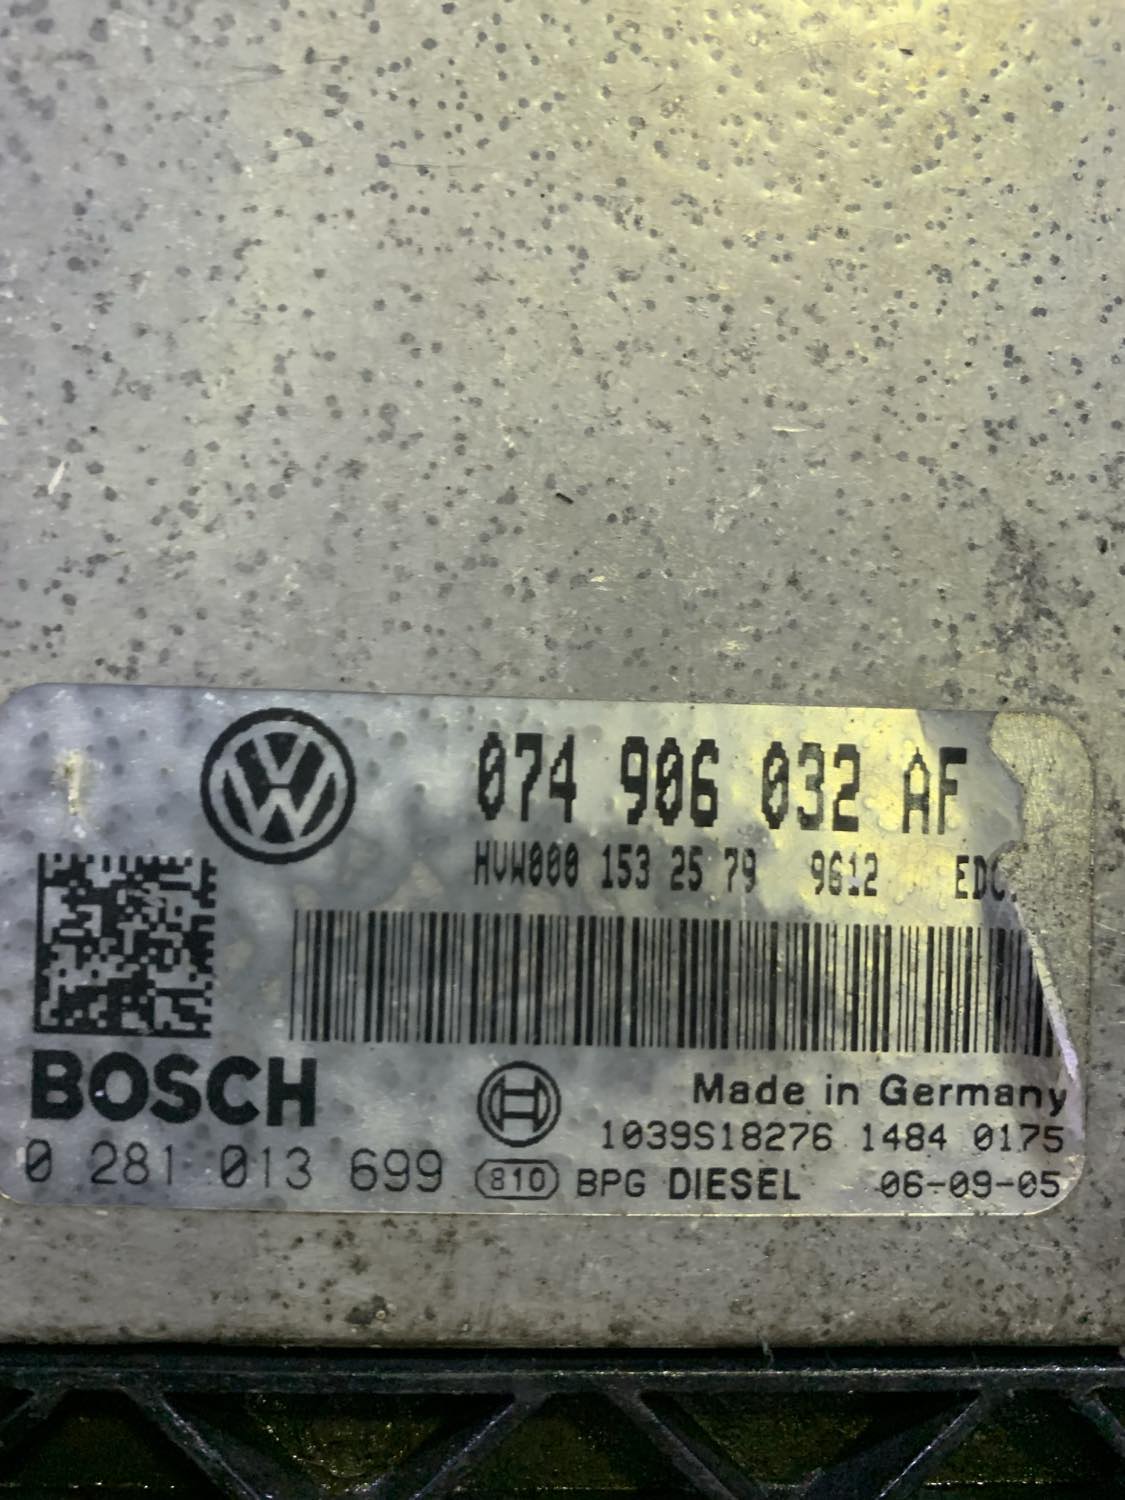 074 906 032 AF
HVW000 153 25 79 9612 EDC
BOSCH
Made in Germany
1039S18276 1484 0175
0 281 013 699
810 BPG DIESEL 06-09-05